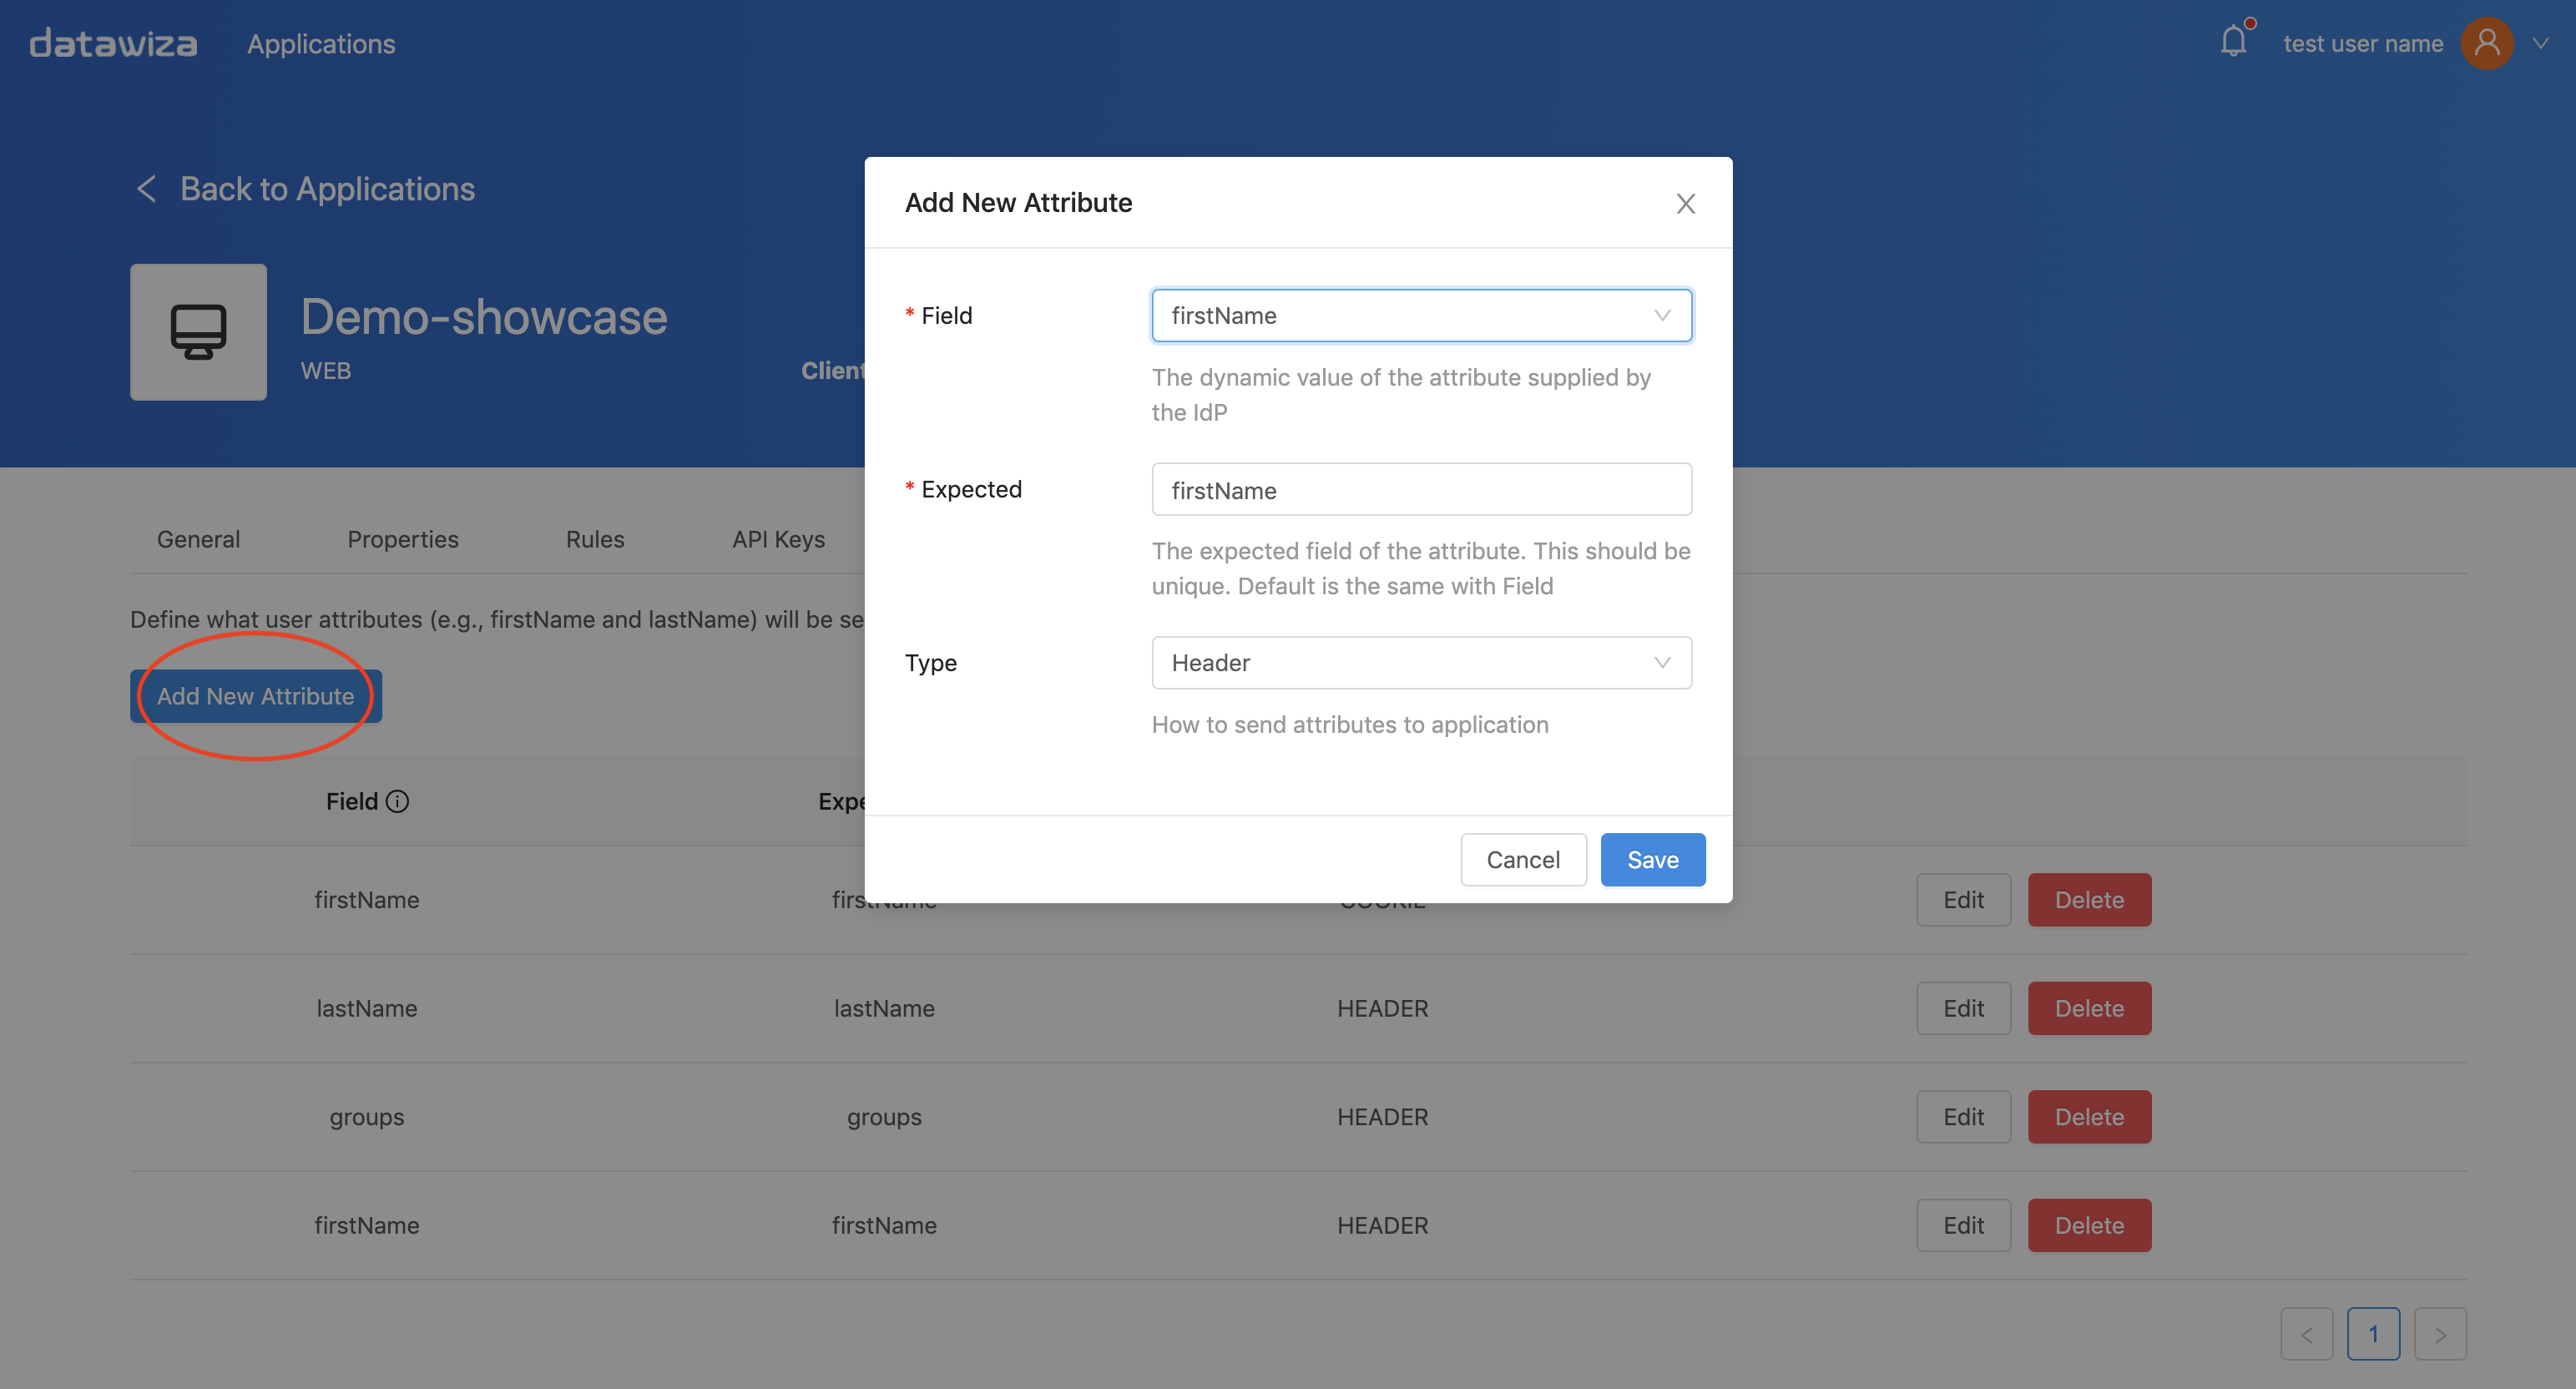 datawiza Applications test user name
Back to Applications
Demo-showcase
WEB Client
General Properties Rules API Keys
Define what user attributes (e.g., firstName and lastName) will be se
Add New Attribute
Add New Attribute
* Field firstName
The dynamic value of the attribute supplied by
the IdP
* Expected firstName
The expected field of the attribute. This should be
unique. Default is the same with Field
Type Header
How to send attributes to application
Cancel Save
Field Expe
firstName firstName COOKIE Edit Delete
lastName lastName HEADER Edit Delete
groups groups HEADER Edit Delete
firstName firstName HEADER Edit Delete
< 1 >